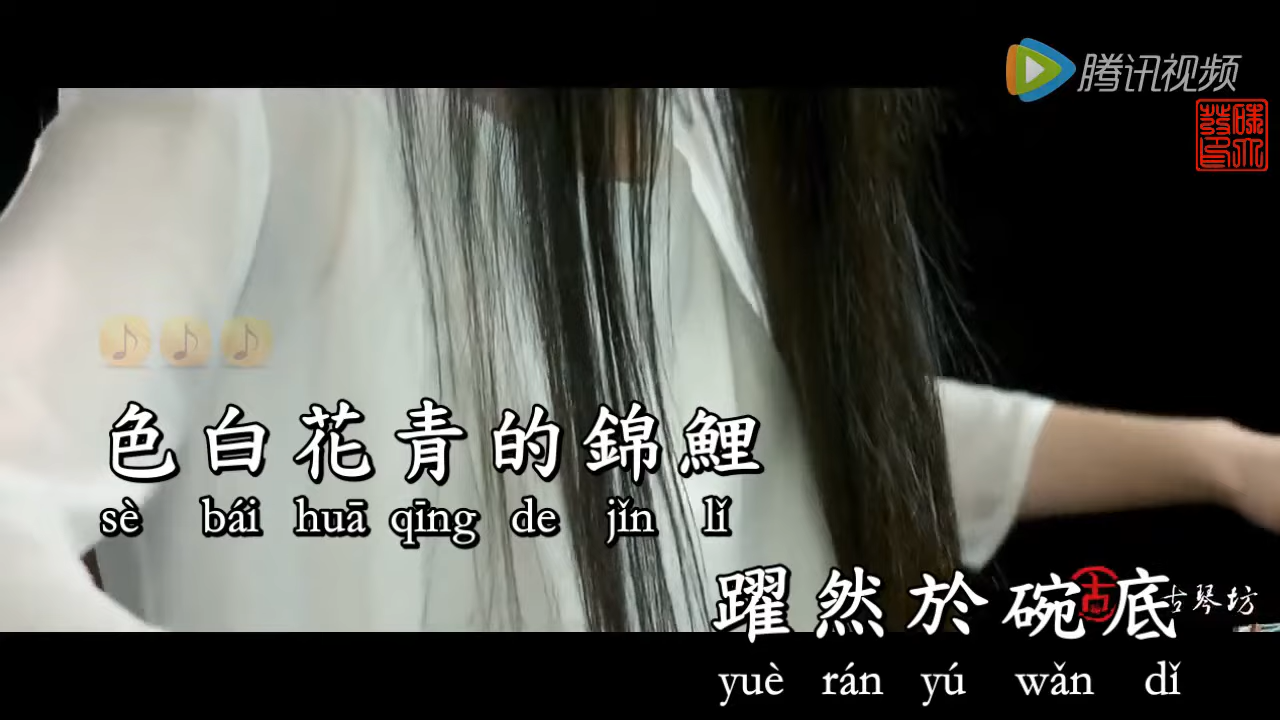 腾讯视频
色白花青的錦鯉
sè bái huā qīng de jǐn lǐ
躍然於碗底
yuè rán yú wǎn dǐ
古 古琴坊